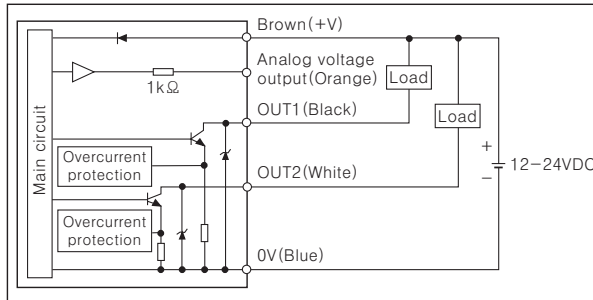 Brown(+V)
Analog voltage
output(Orange)
1kΩ
Load
OUT1(Black)
Load
Main circuit
Overcurrent
protection
OUT2(White)
+
12-24VDC
-
Overcurrent
protection
0V(Blue)